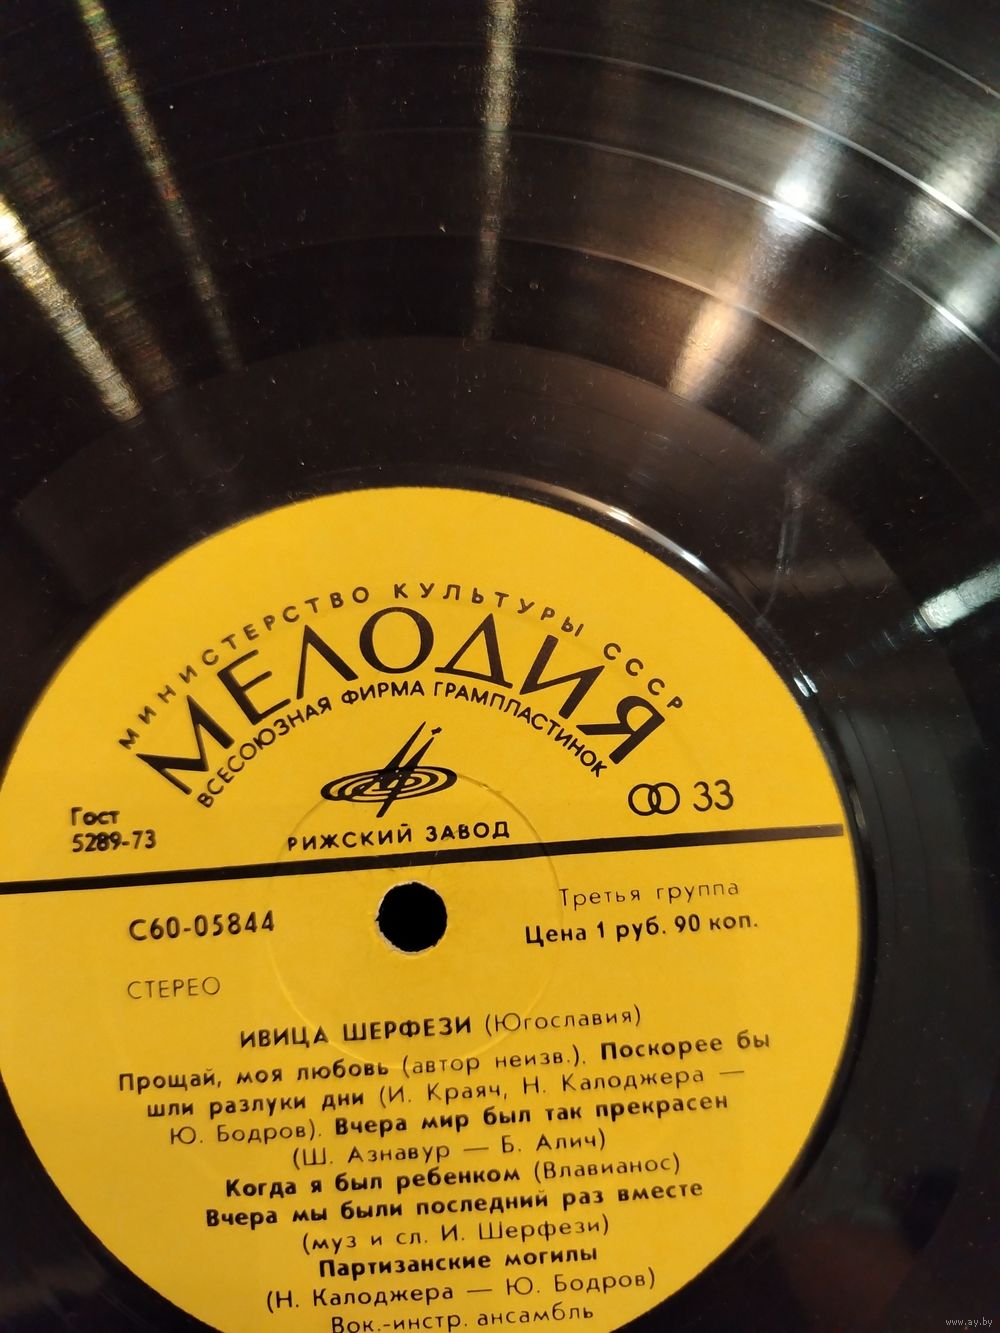 МИНИСТЕРСТВО КУЛЬТУРЫ СССР
МЕЛОДИЯ
ВСЕСОЮЗНАЯ ФИРМА ГРАМПЛАСТИНОК
Гост
5289-73
33
РИЖСКИЙ ЗАВОД
С60-05844
Третья группа
Цена 1 руб. 90 коп.
СТЕРЕО
ИВИЦА ШЕРФЕЗИ (Югославия)
Прощай, моя любовь (автор неизв.). Поскорее бы
шли разлуки дни (И. Краяч, Н. Калоджера —
Ю. Бодров). Вчера мир был так прекрасен
(Ш. Азнавур — Б. Алич)
Когда я был ребенком (Влавианос)
Вчера мы были последний раз вместе
(муз и сл. И. Шерфези)
Партизанские могилы
(Н. Калоджера — Ю. Бодров)
Вок.-инстр. ансамбль
www.ay.by